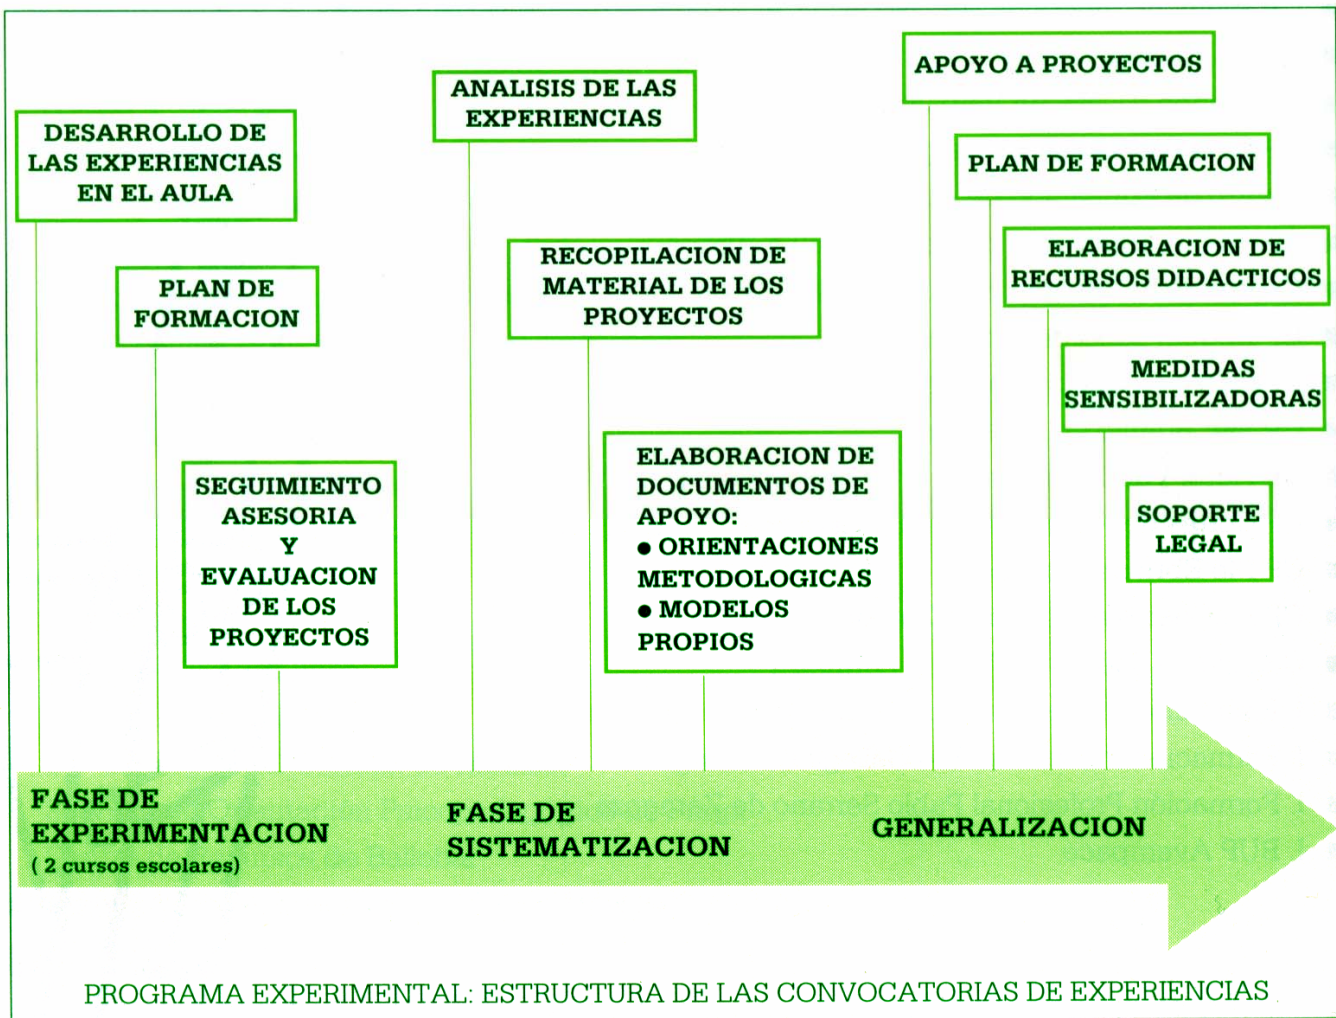 DESARROLLO DE
LAS EXPERIENCIAS
EN EL AULA
PLAN DE
FORMACION
SEGUIMIENTO
ASESORIA
Y
EVALUACION
DE LOS
PROYECTOS
ANALISIS DE LAS
EXPERIENCIAS
RECOPILACION DE
MATERIAL DE LOS
PROYECTOS
ELABORACION DE
DOCUMENTOS DE
APOYO:
● ORIENTACIONES
METODOLOGICAS
● MODELOS
PROPIOS
APOYO A PROYECTOS
PLAN DE FORMACION
ELABORACION DE
RECURSOS DIDACTICOS
MEDIDAS
SENSIBILIZADORAS
SOPORTE
LEGAL
FASE DE
EXPERIMENTACION
( 2 cursos escolares)
FASE DE
SISTEMATIZACION
GENERALIZACION
PROGRAMA EXPERIMENTAL: ESTRUCTURA DE LAS CONVOCATORIAS DE EXPERIENCIAS